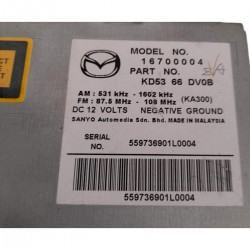 MODEL NO.
16700004
PART NO.
KD53 66 DV0B
AM : 531 kHz - 1602 kHz
FM : 87.5 MHz - 108 MHz (KA300)
DC 12 VOLTS NEGATIVE GROUND
SANYO Automedia Sdn. Bhd. MADE IN MALAYSIA
SERIAL
NO.
559736901L0004
559736901L0004